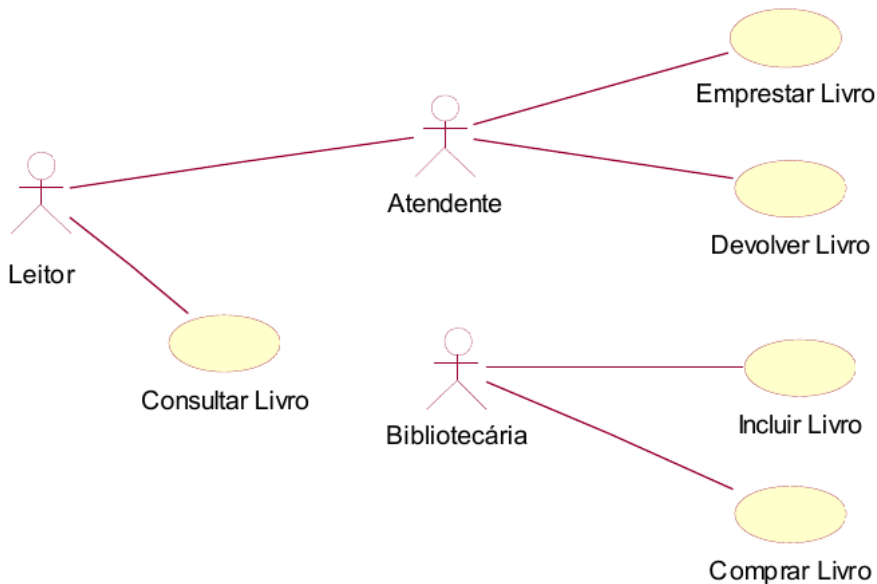 Emprestar Livro
Atendente
Devolver Livro
Leitor
Consultar Livro
Bibliotecária
Incluir Livro
Comprar Livro